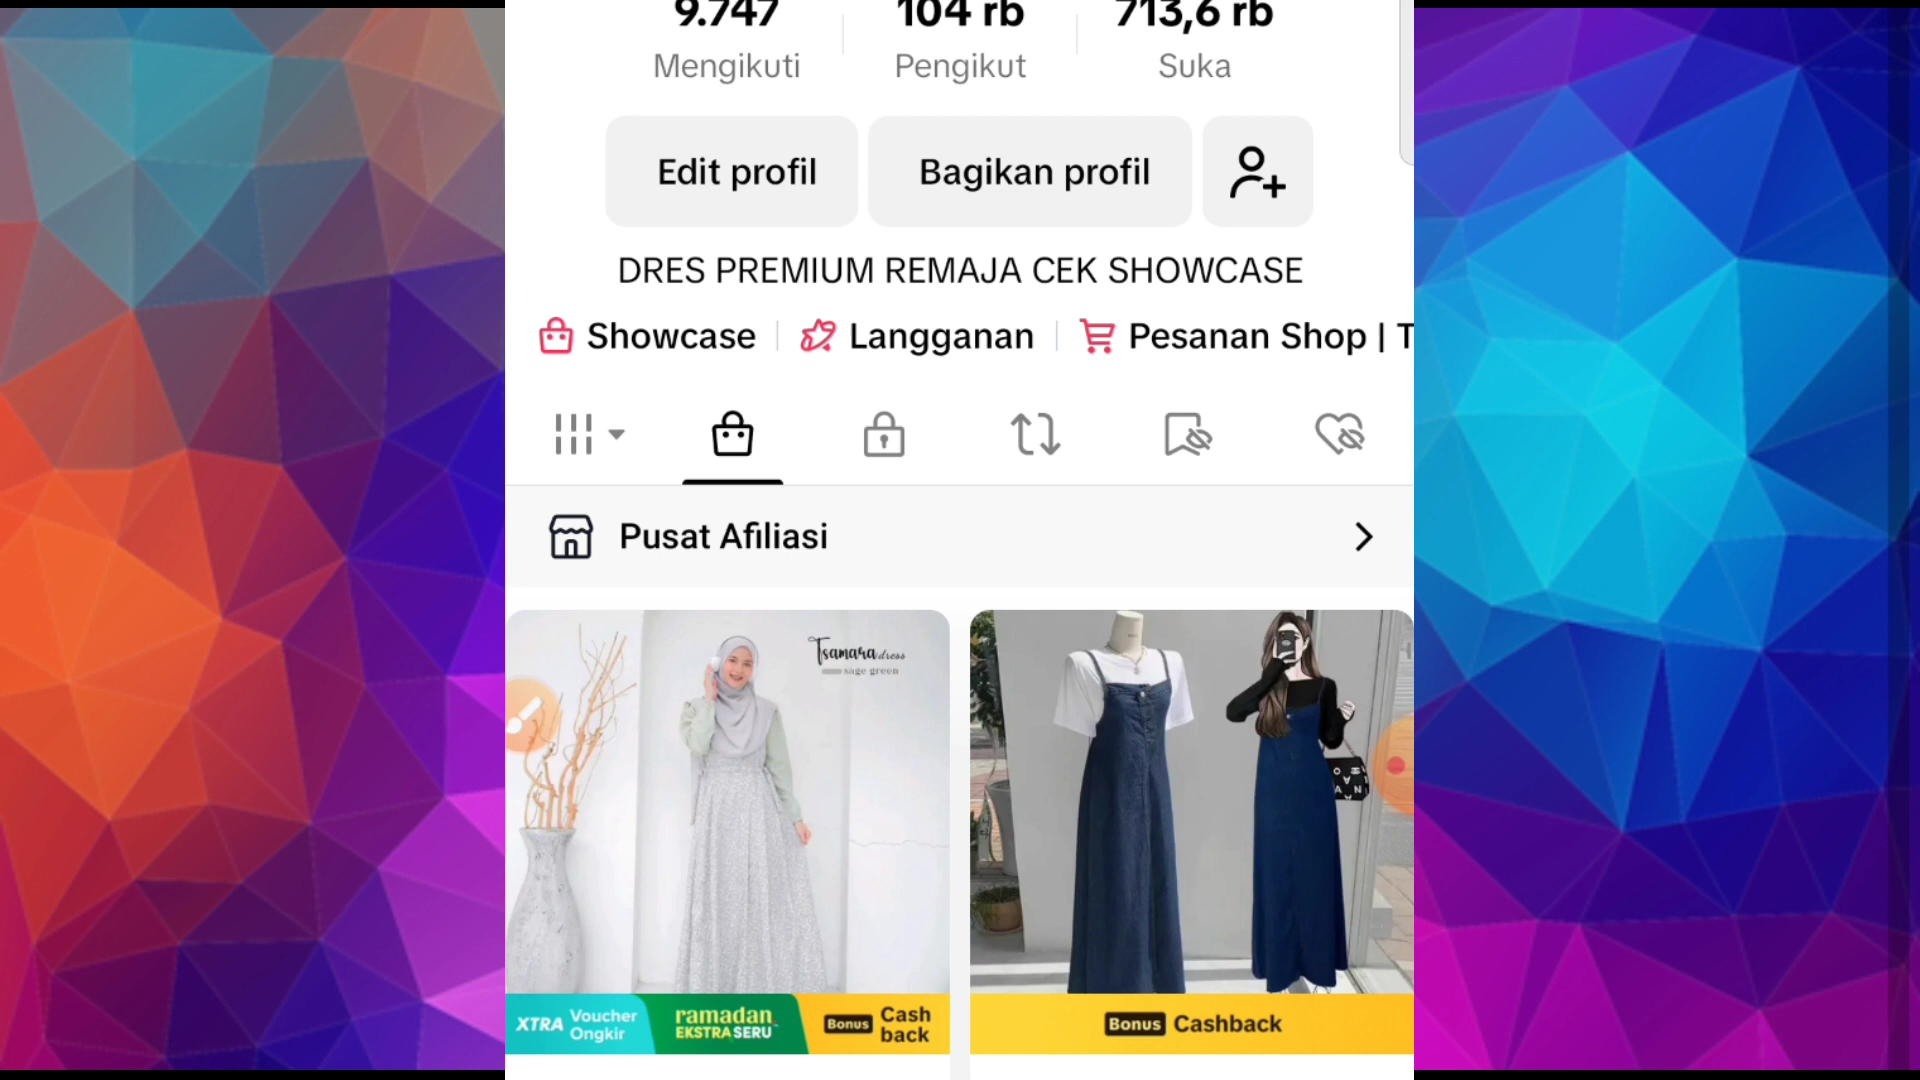 9.747 104 rb 713,6 rb
Mengikuti Pengikut Suka
Edit profil Bagikan profil
DRES PREMIUM REMAJA CEK SHOWCASE
Showcase Langganan Pesanan Shop | T
Pusat Afiliasi
Tsamara dress
sage green
XTRA Voucher Ongkir ramadan EKSTRA SERU Bonus Cash back
Bonus Cashback